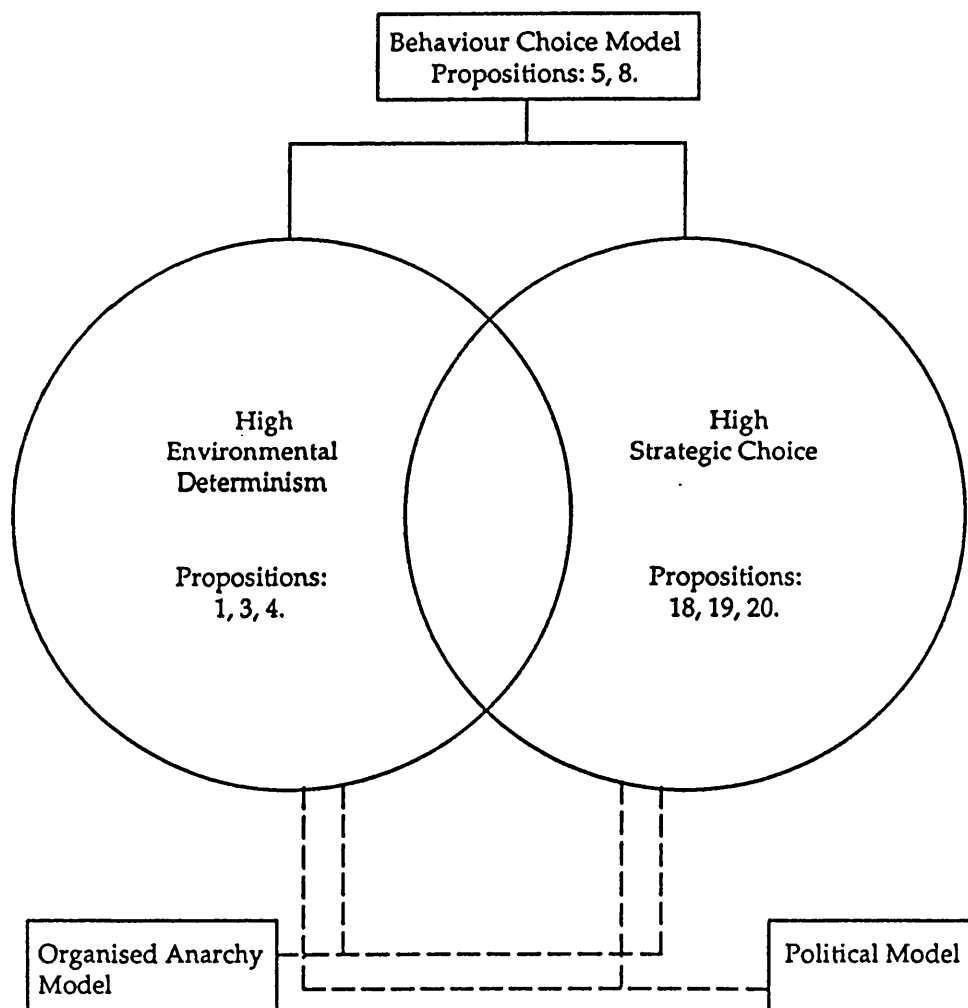 Behaviour Choice Model
Propositions: 5, 8.
High
Environmental
Determinism
Propositions:
1, 3, 4.
High
Strategic Choice
Propositions:
18, 19, 20.
Organised Anarchy
Model
Political Model